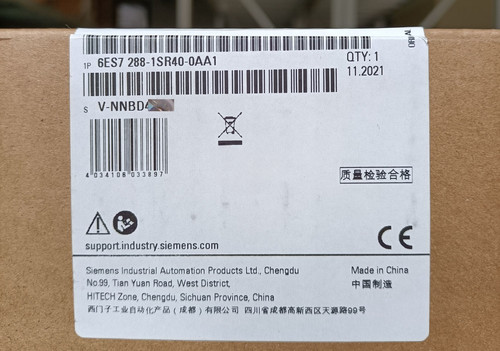 1P 6ES7 288-1SR40-0AA1
QTY: 1
11.2021
S V-NNBD4
4 034108 033897
质量检验合格
support.industry.siemens.com
CE
Siemens Industrial Automation Products Ltd., Chengdu
No.99, Tian Yuan Road, West District,
HITECH Zone, Chengdu, Sichuan Province, China
西门子工业自动化产品（成都）有限公司 四川省成都高新西区天源路99号
Made in China
中国制造